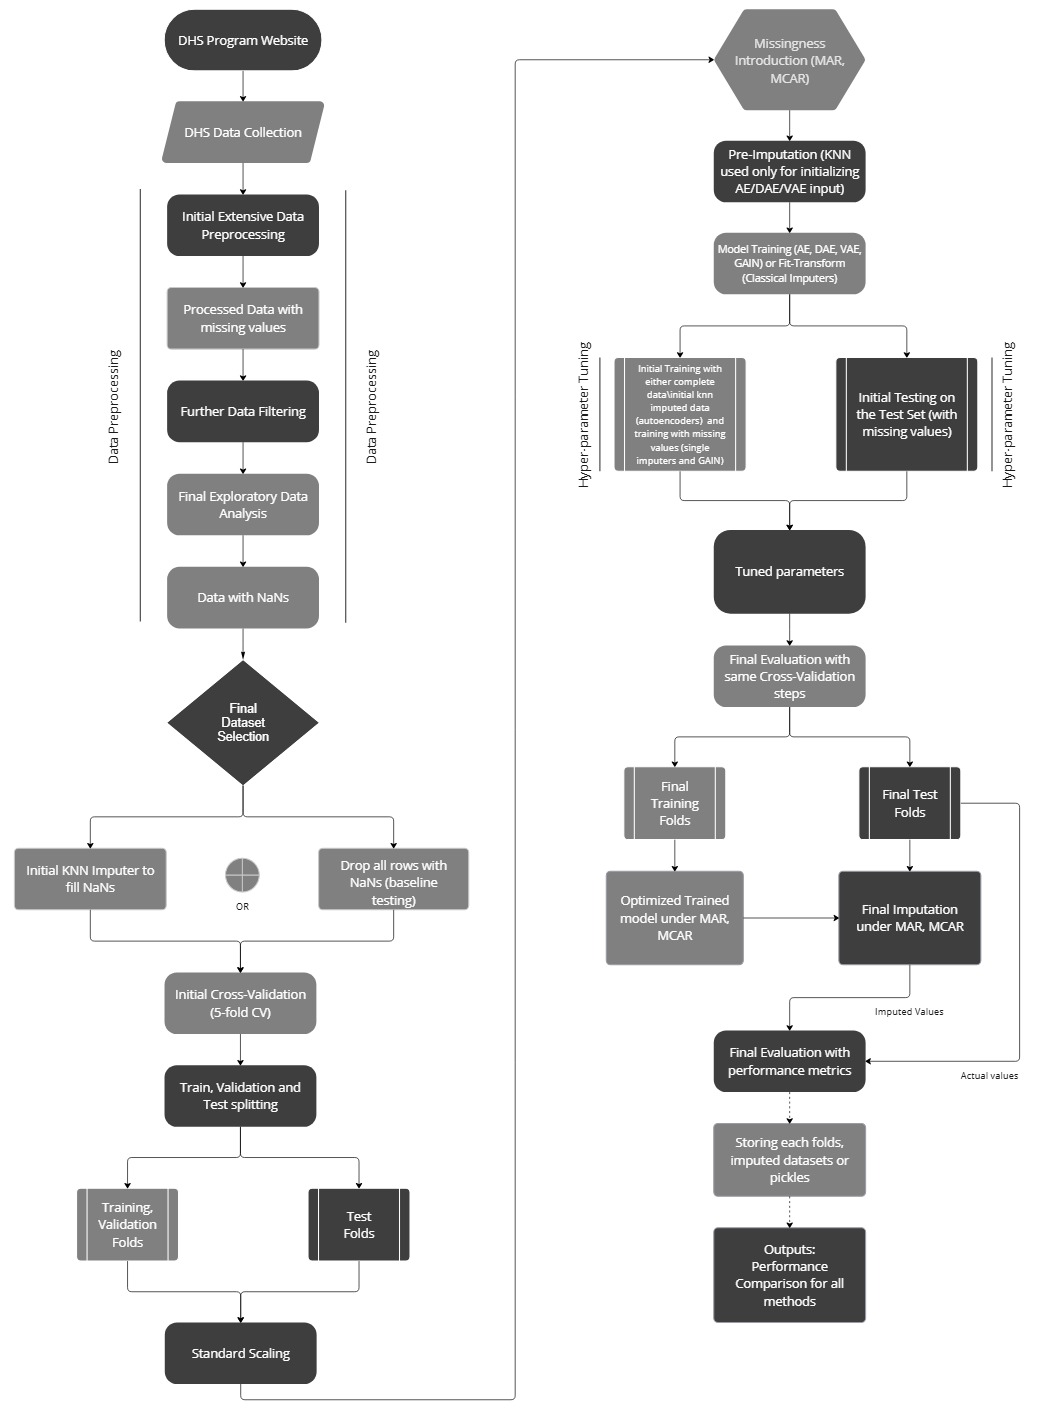 DHS Program Website
DHS Data Collection
Initial Extensive Data
Preprocessing
Processed Data with
missing values
Further Data Filtering
Final Exploratory Data
Analysis
Data with NaNs
Data Preprocessing
Data Preprocessing
Final
Dataset
Selection
Initial KNN Imputer to
fill NaNs
OR
Drop all rows with
NaNs (baseline
testing)
Initial Cross-Validation
(5-fold CV)
Train, Validation and
Test splitting
Training,
Validation
Folds
Test
Folds
Standard Scaling
Missingness
Introduction (MAR,
MCAR)
Pre-Imputation (KNN
used only for initializing
AE/DAE/VAE input)
Model Training (AE, DAE, VAE,
GAIN) or Fit-Transform
(Classical Imputers)
Hyper-parameter Tuning
Initial Training with
either complete
data\initial knn
imputed data
(autoencoders) and
training with missing
values (single
imputers and GAIN)
Initial Testing on
the Test Set (with
missing values)
Hyper-parameter Tuning
Tuned parameters
Final Evaluation with
same Cross-Validation
steps
Final
Training
Folds
Final Test
Folds
Optimized Trained
model under MAR,
MCAR
Final Imputation
under MAR, MCAR
Imputed Values
Final Evaluation with
performance metrics
Actual values
Storing each folds,
imputed datasets or
pickles
Outputs:
Performance
Comparison for all
methods